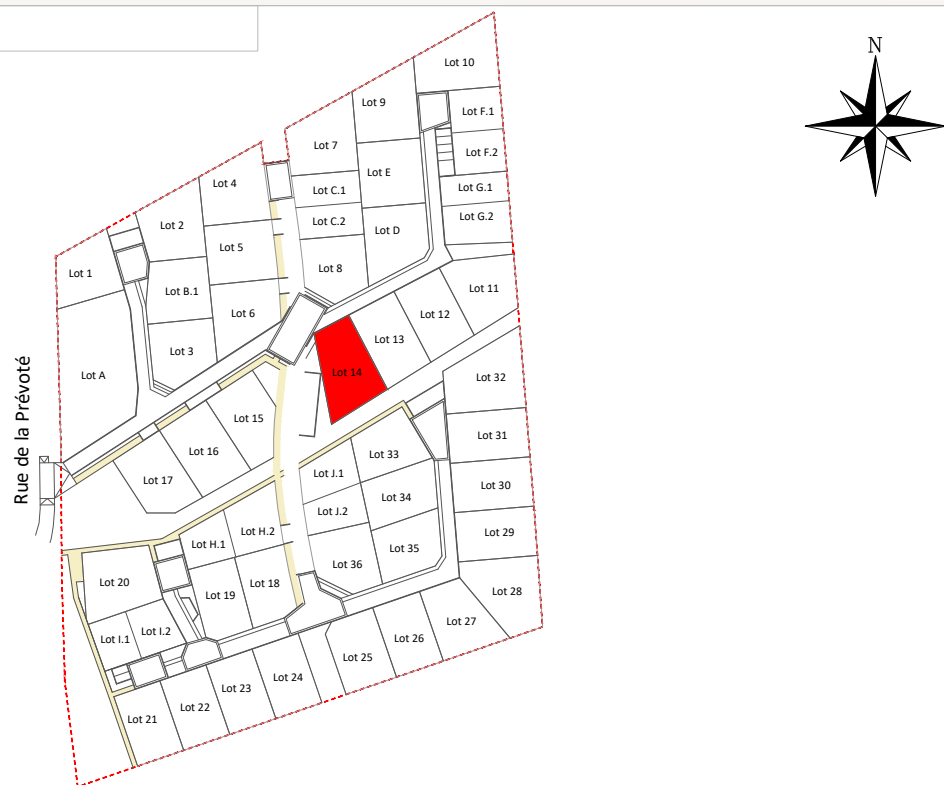 N
Lot 10
Lot 9
Lot F.1
Lot 7
Lot F.2
Lot E
Lot 4
Lot C.1
Lot G.1
Lot 2
Lot C.2
Lot G.2
Lot D
Lot 5
Lot 1
Lot 8
Lot B.1
Lot 11
Lot 6
Lot 12
Lot 13
Lot 3
Lot A
Lot 14
Lot 32
Rue de la Prévoté
Lot 15
Lot 31
Lot 16
Lot 33
Lot 17
Lot J.1
Lot 30
Lot 34
Lot J.2
Lot H.2
Lot 29
Lot H.1
Lot 35
Lot 36
Lot 20
Lot 18
Lot 28
Lot 19
Lot 27
Lot I.2
Lot I.1
Lot 26
Lot 25
Lot 24
Lot 23
Lot 22
Lot 21